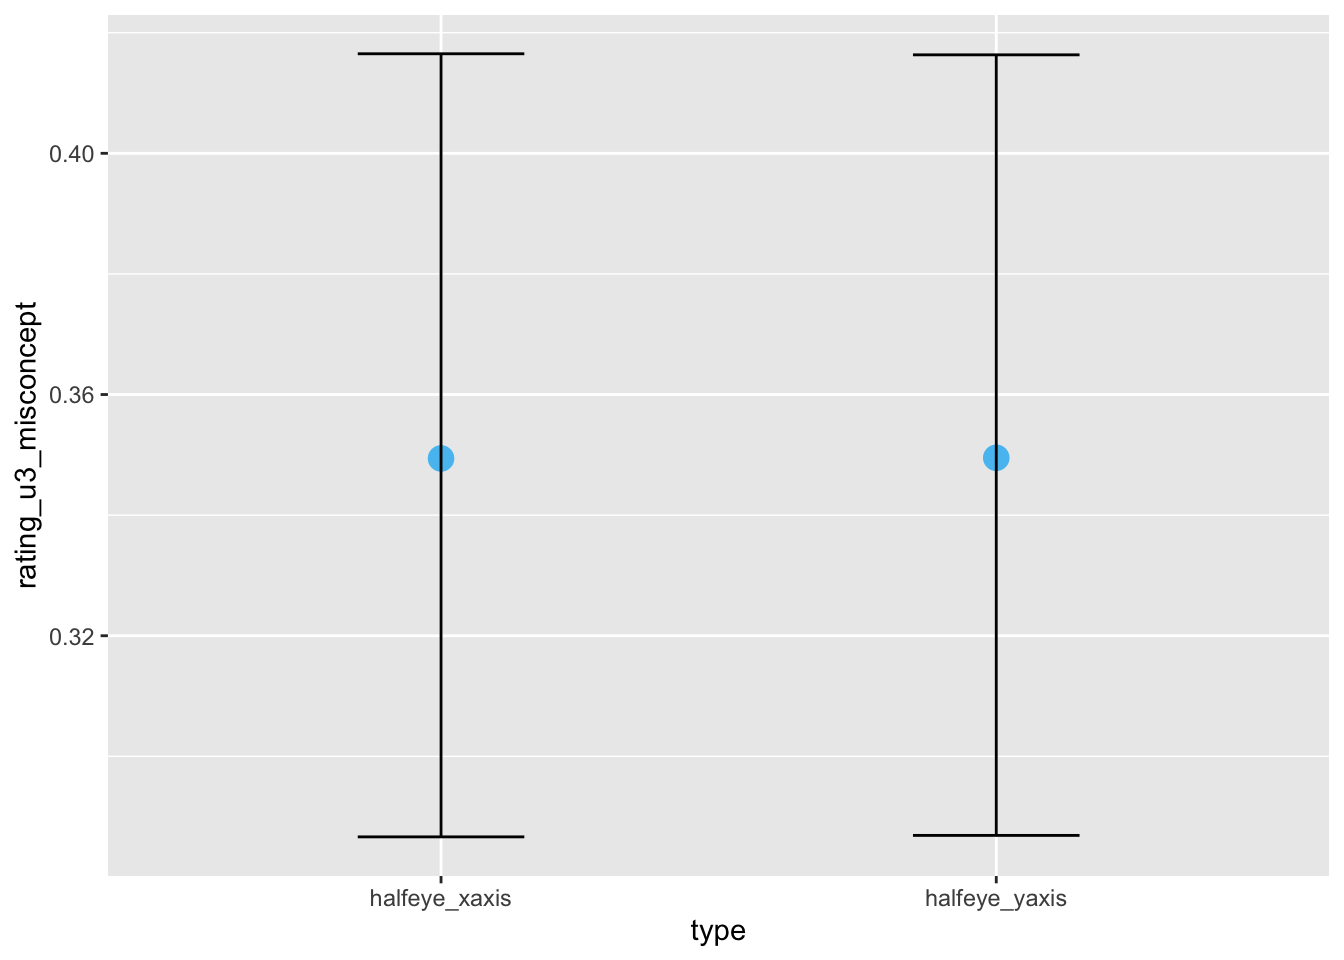 rating_u3_misconcept
0.40
0.36
0.32
halfeye_xaxis
halfeye_yaxis
type